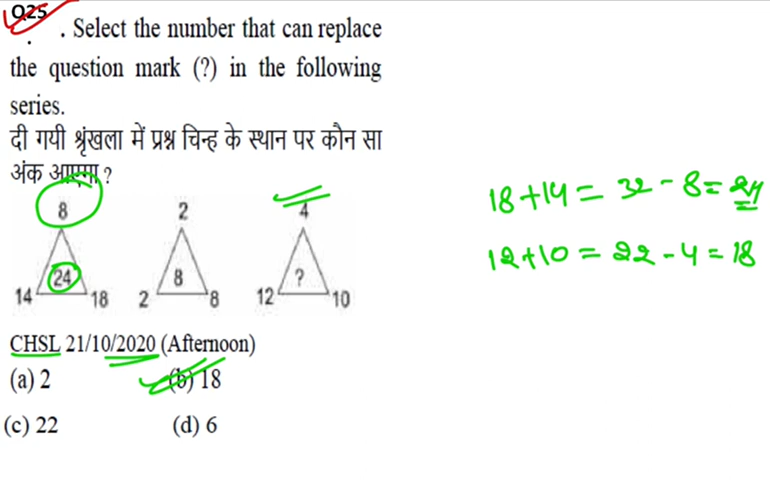 Q25
. . Select the number that can replace
the question mark (?) in the following
series.
दी गयी श्रृंखला में प्रश्न चिन्ह के स्थान पर कौन सा
अंक आएगा ?
8 2 4
24 8 ?
14 18 2 8 12 10
18+14= 32 - 8= 24
12+10 = 22 - 4 = 18
CHSL 21/10/2020 (Afternoon)
(a) 2 (b) 18
(c) 22 (d) 6